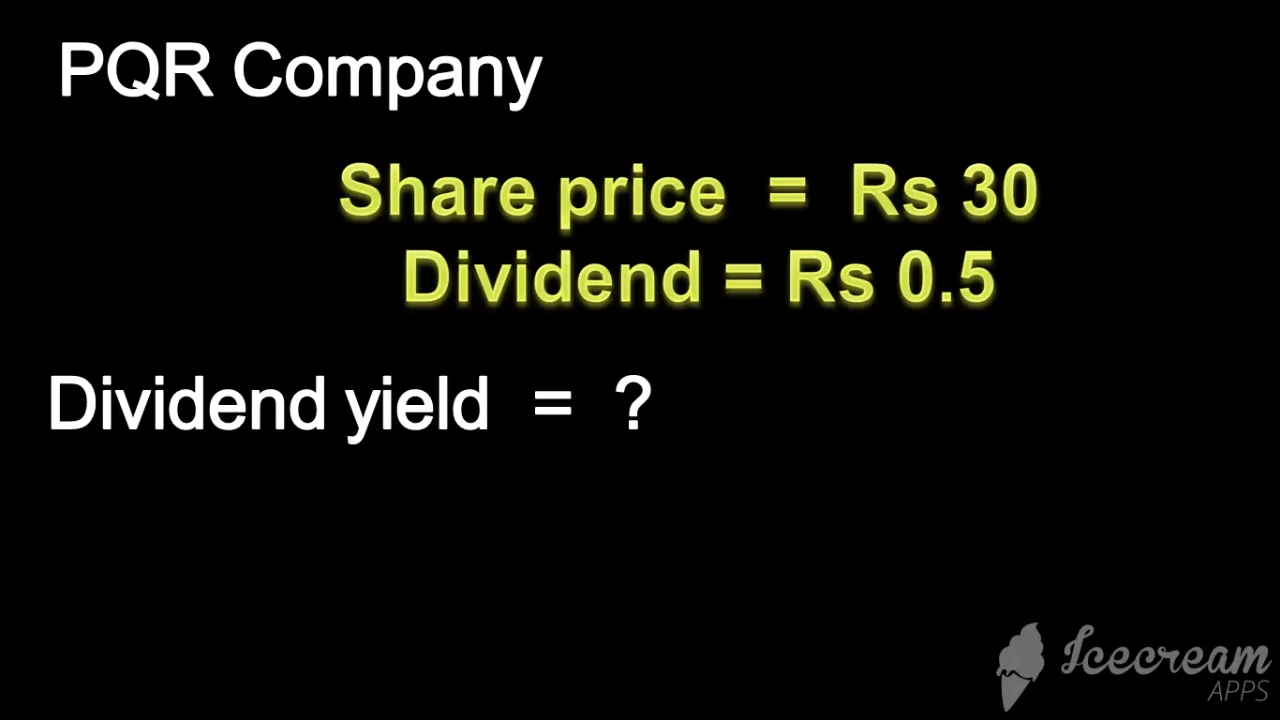 PQR Company
Share price = Rs 30
Dividend = Rs 0.5
Dividend yield = ?
Icecream
APPS